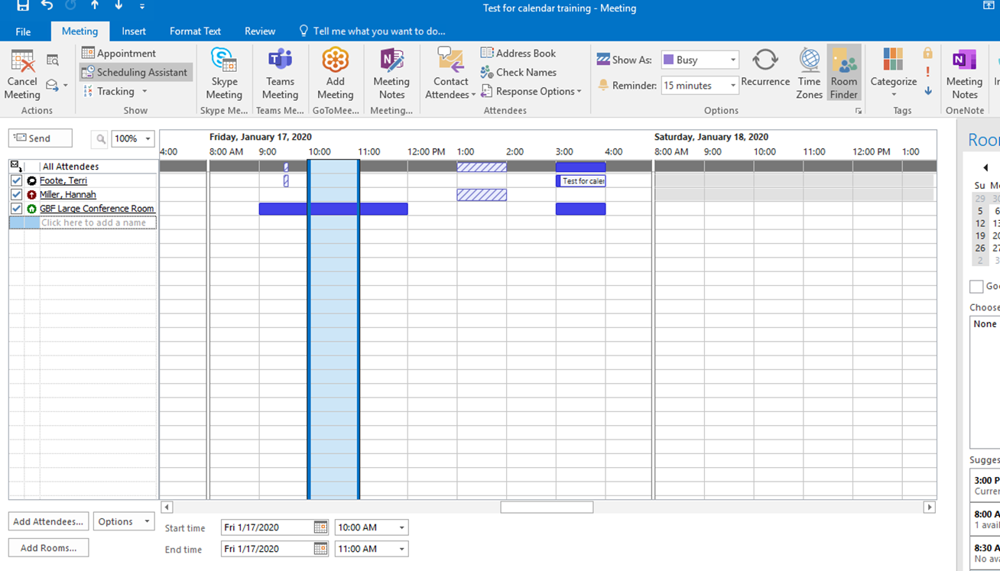 Test for calendar training - Meeting
File Meeting Insert Format Text Review Tell me what you want to do...
Cancel Meeting
Actions
Appointment
Scheduling Assistant
Tracking
Show
Skype Meeting
Skype Me...
Teams Meeting
Teams Me...
Add Meeting
GoToMee...
Meeting Notes
Meeting...
Contact Attendees
Address Book
Check Names
Response Options
Attendees
Show As: Busy
Reminder: 15 minutes
Recurrence
Time Zones
Room Finder
Options
Categorize
Tags
Meeting Notes
OneNote
Send 100%
Friday, January 17, 2020 Saturday, January 18, 2020
4:00 8:00 AM 9:00 10:00 11:00 12:00 PM 1:00 2:00 3:00 4:00 8:00 AM 9:00 10:00 11:00 12:00 PM 1:00
All Attendees
Foote, Terri
Test for caler
Miller, Hannah
GBF Large Conference Room
Click here to add a name
Add Attendees... Options
Add Rooms...
Start time Fri 1/17/2020 10:00 AM
End time Fri 1/17/2020 11:00 AM
Roo
Su M
29 30
5 6
12 13
19 20
26 27
2 3
Goo
Choose
None
Sugges
3:00 P
Curren
8:00 A
1 avail
8:30 A
No ava